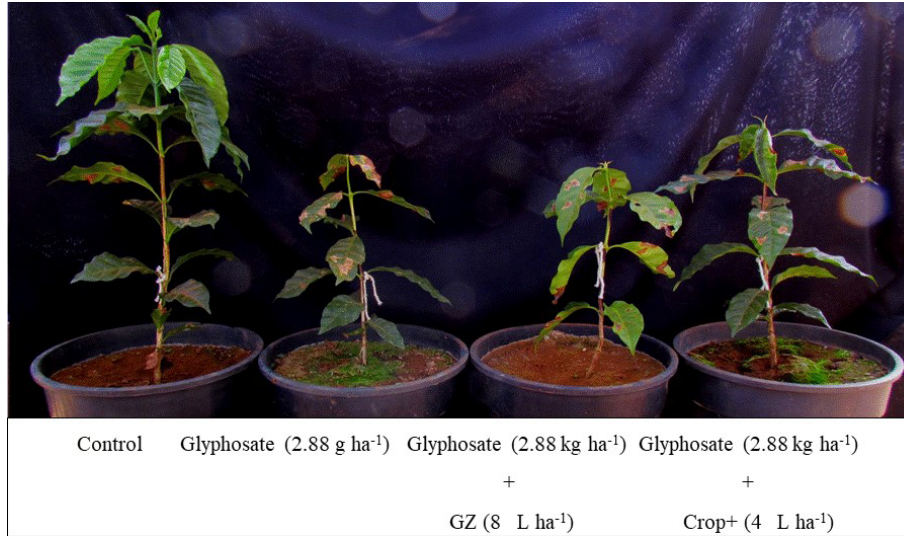 Control Glyphosate (2.88 g ha⁻¹) Glyphosate (2.88 kg ha⁻¹) Glyphosate (2.88 kg ha⁻¹)
+ +
GZ (8 L ha⁻¹) Crop+ (4 L ha⁻¹)